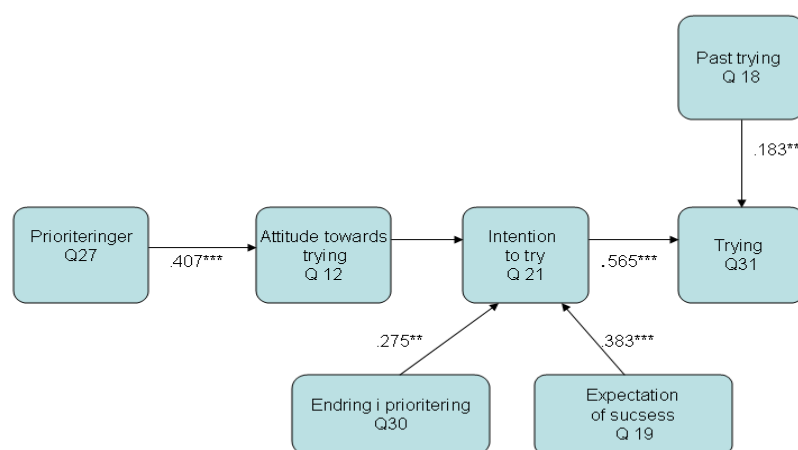 Past trying
Q 18
.183**
Prioriteringer
Q27
.407***
Attitude towards
trying
Q 12
Intention
to try
Q 21
.565***
Trying
Q31
.275**
.383***
Endring i prioritering
Q30
Expectation
of sucsess
Q 19